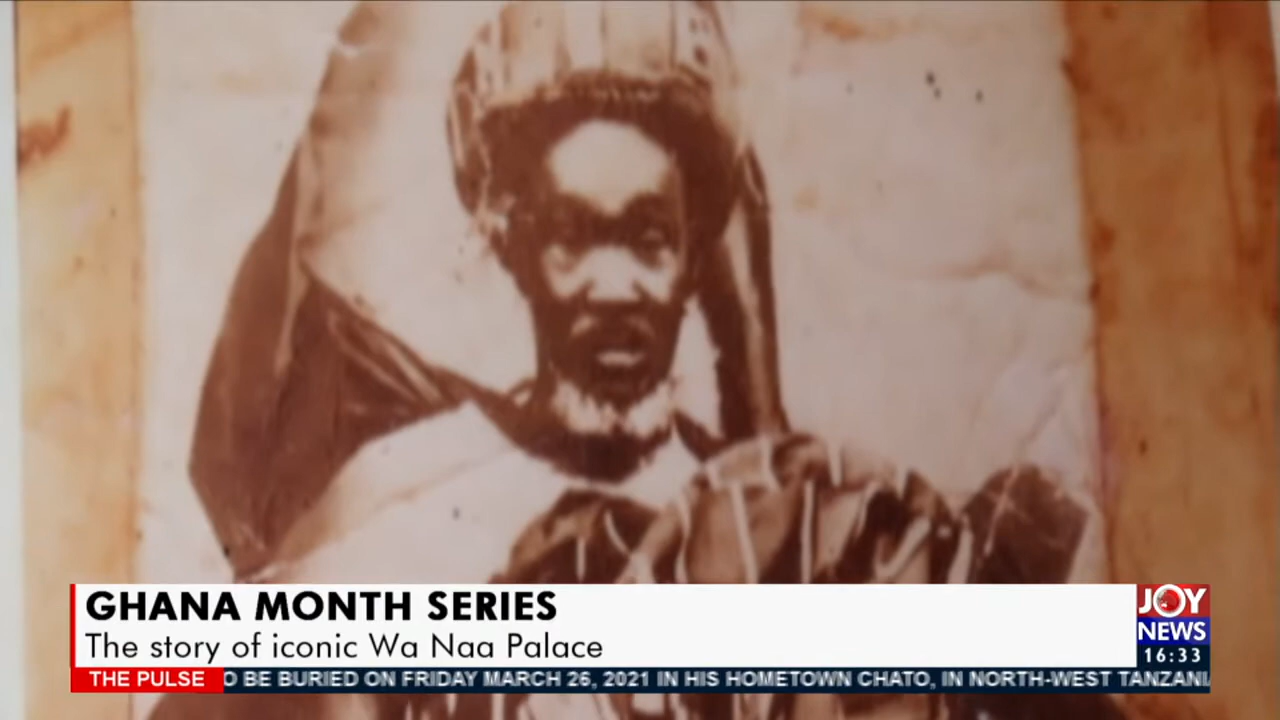 GHANA MONTH SERIES
The story of iconic Wa Naa Palace
JOY
NEWS
16:33
THE PULSE
O BE BURIED ON FRIDAY MARCH 26, 2021 IN HIS HOMETOWN CHATO, IN NORTH-WEST TANZANI